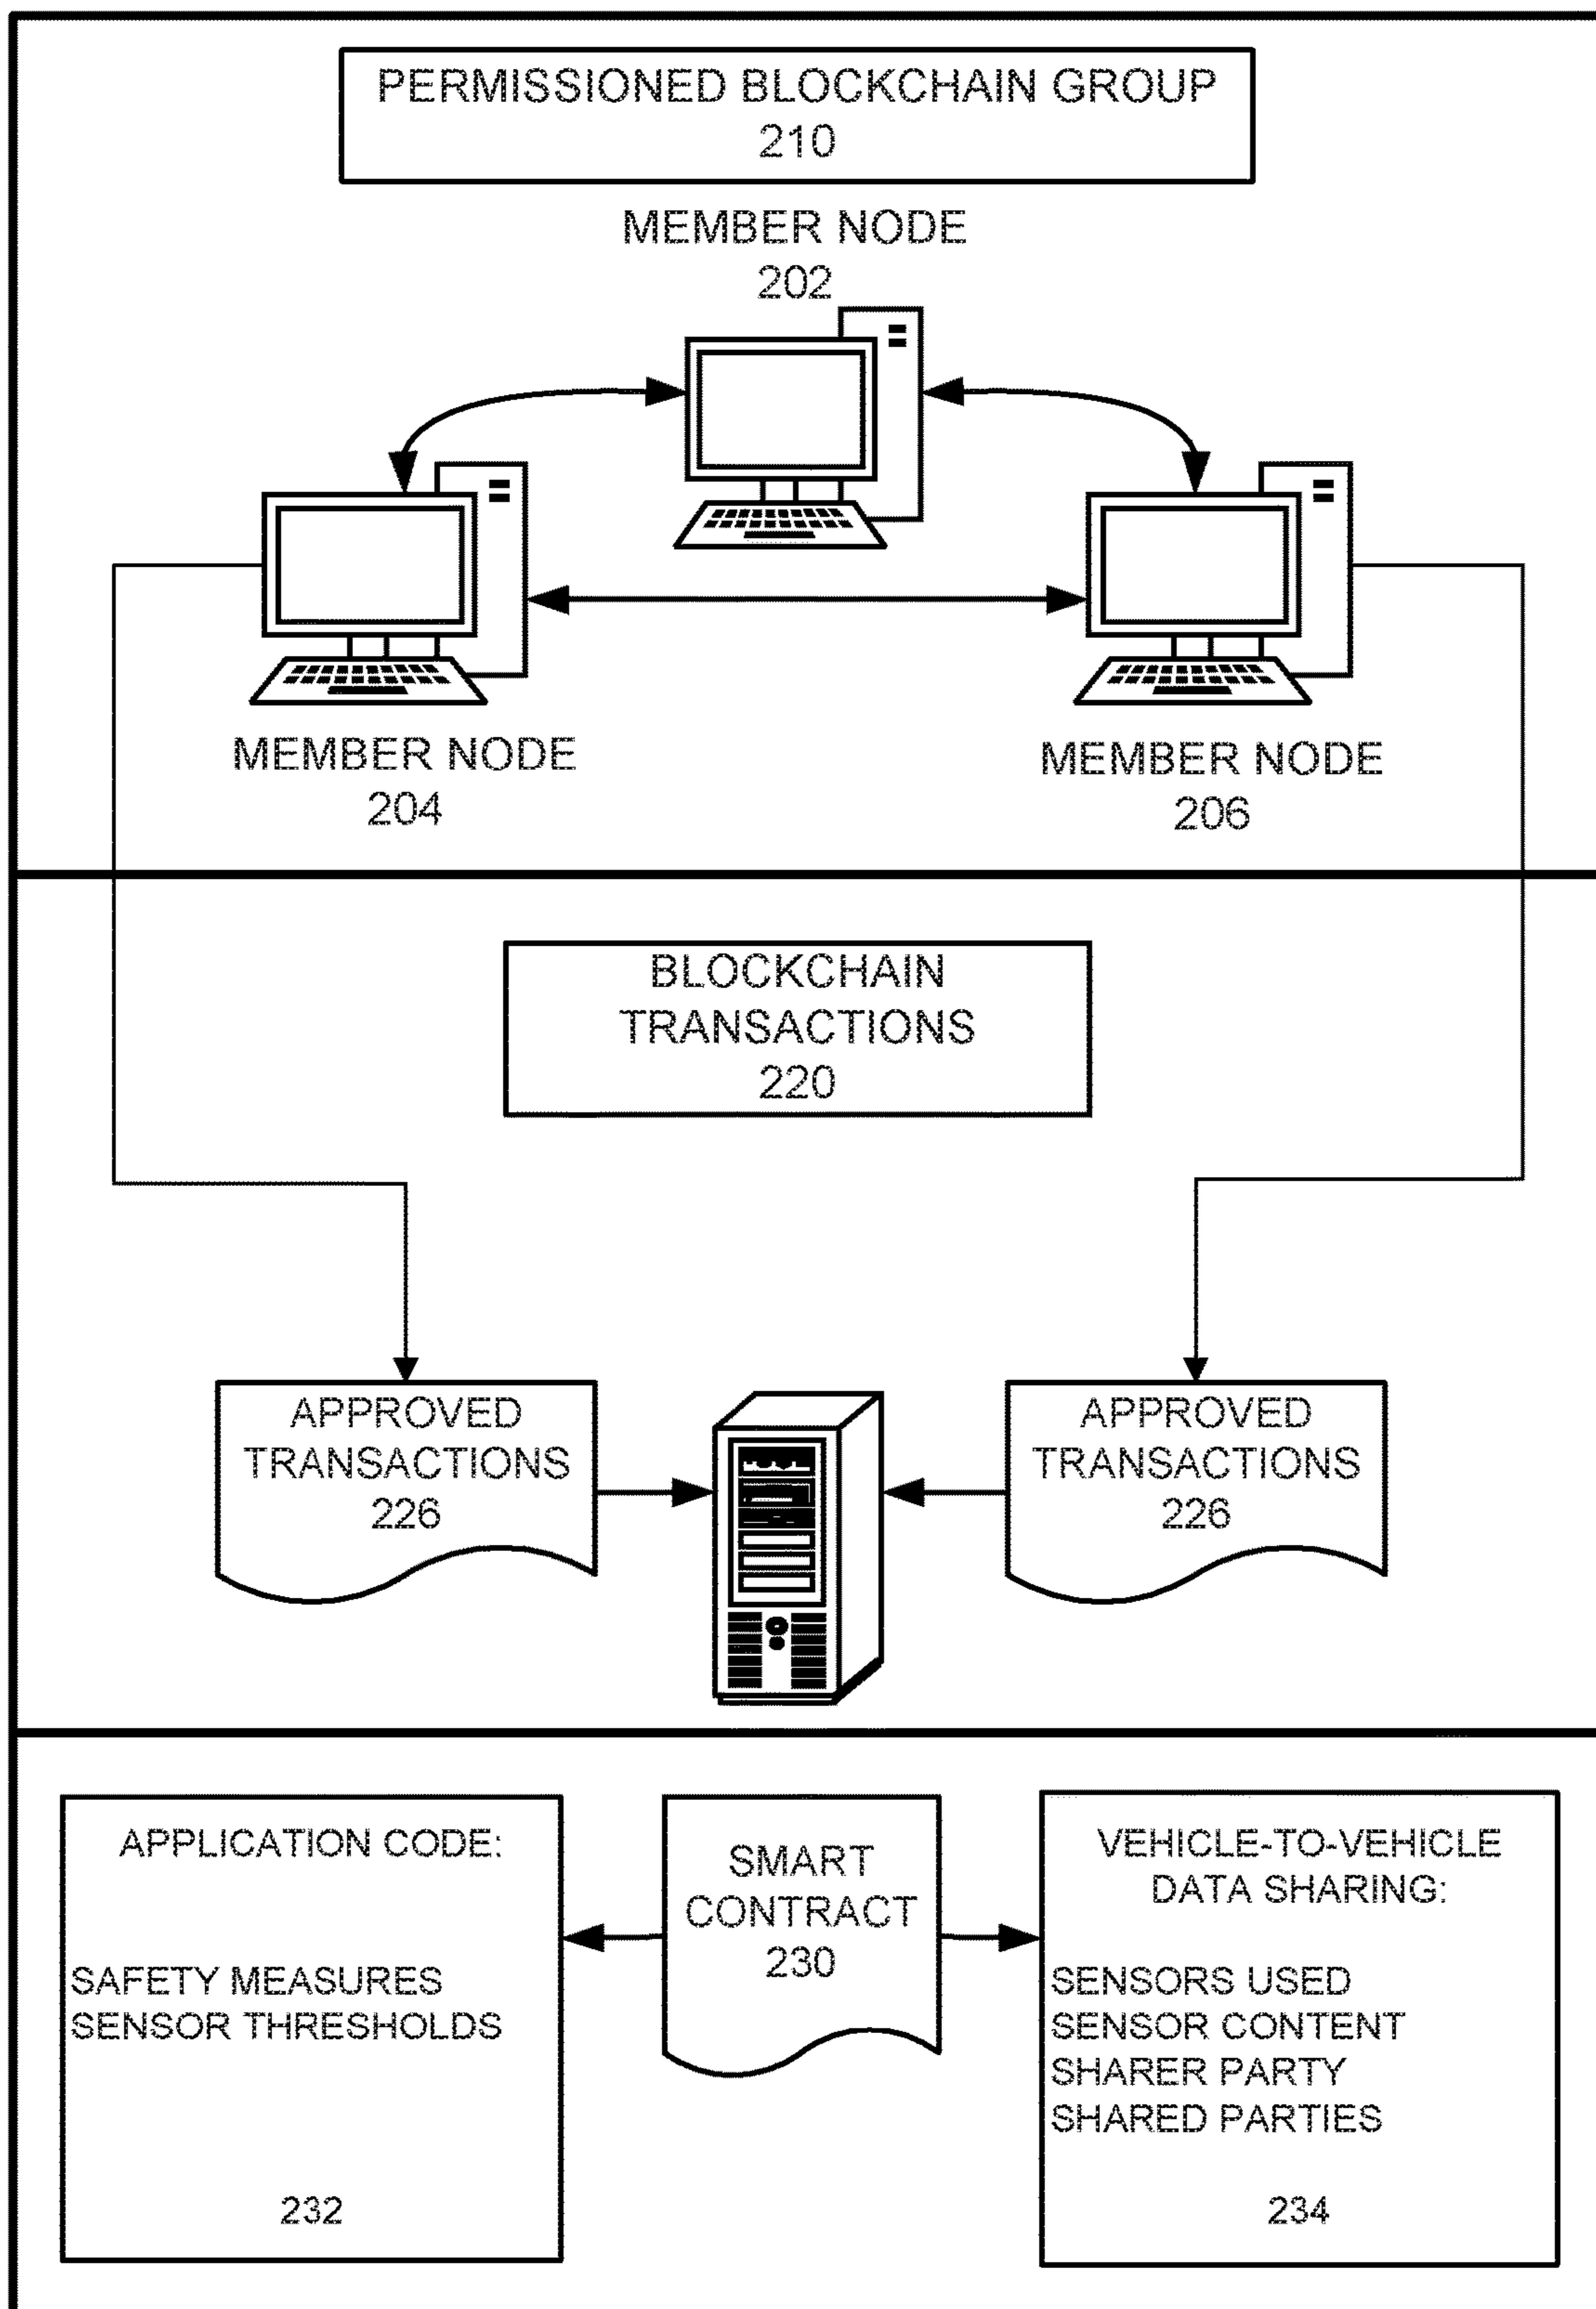 PERMISSIONED BLOCKCHAIN GROUP
210
MEMBER NODE
202
MEMBER NODE
204
MEMBER NODE
206
BLOCKCHAIN
TRANSACTIONS
220
APPROVED
TRANSACTIONS
226
APPROVED
TRANSACTIONS
226
APPLICATION CODE:
SAFETY MEASURES
SENSOR THRESHOLDS
232
SMART
CONTRACT
230
VEHICLE-TO-VEHICLE
DATA SHARING:
SENSORS USED
SENSOR CONTENT
SHARER PARTY
SHARED PARTIES
234